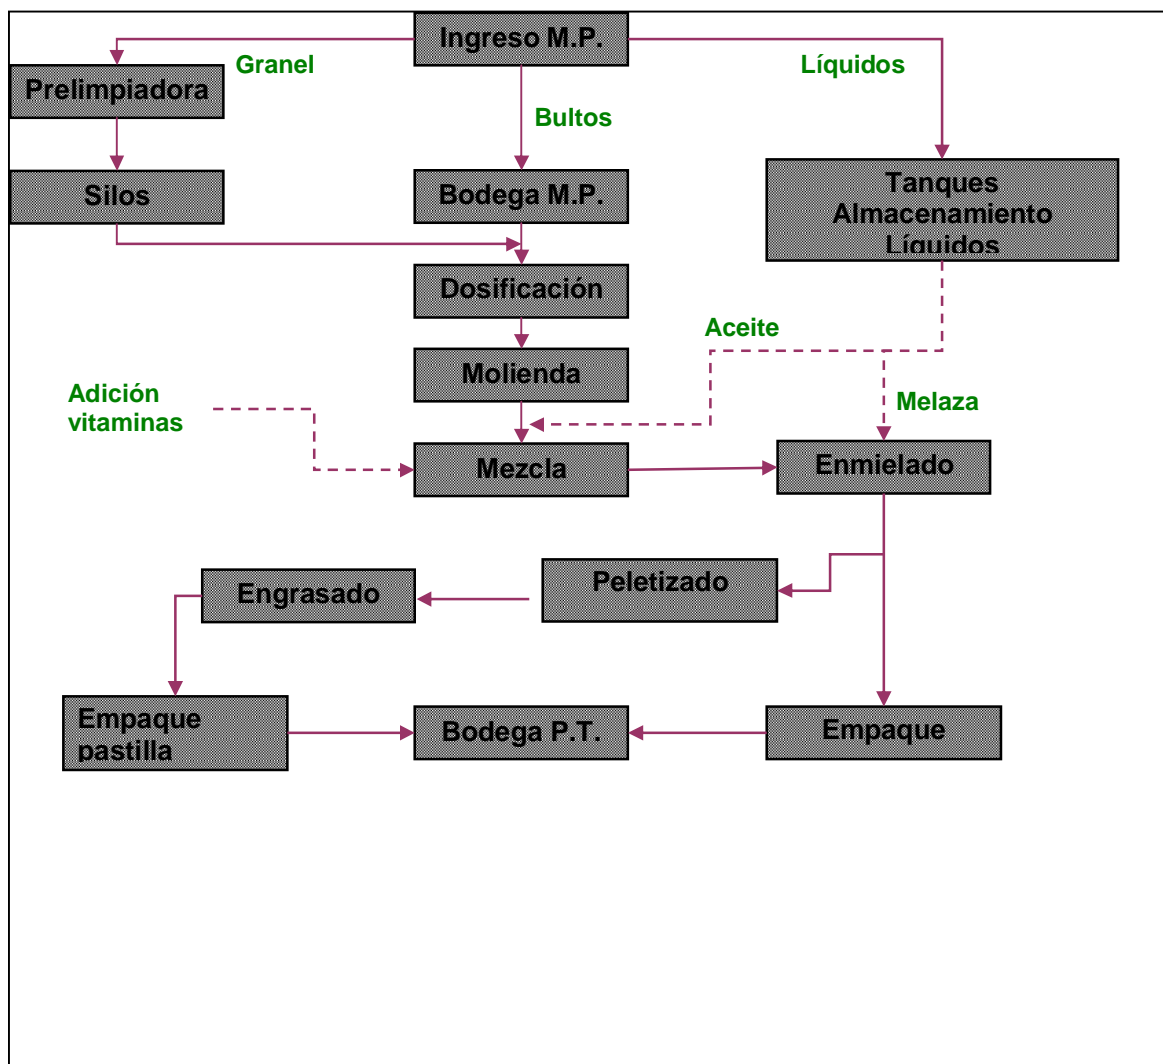 Ingreso M.P.
Granel
Líquidos
Prelimpiadora
Bultos
Silos
Bodega M.P.
Tanques
Almacenamiento
Líquidos
Dosificación
Aceite
Molienda
Adición
vitaminas
Melaza
Mezcla
Enmielado
Peletizado
Engrasado
Empaque
pastilla
Bodega P.T.
Empaque